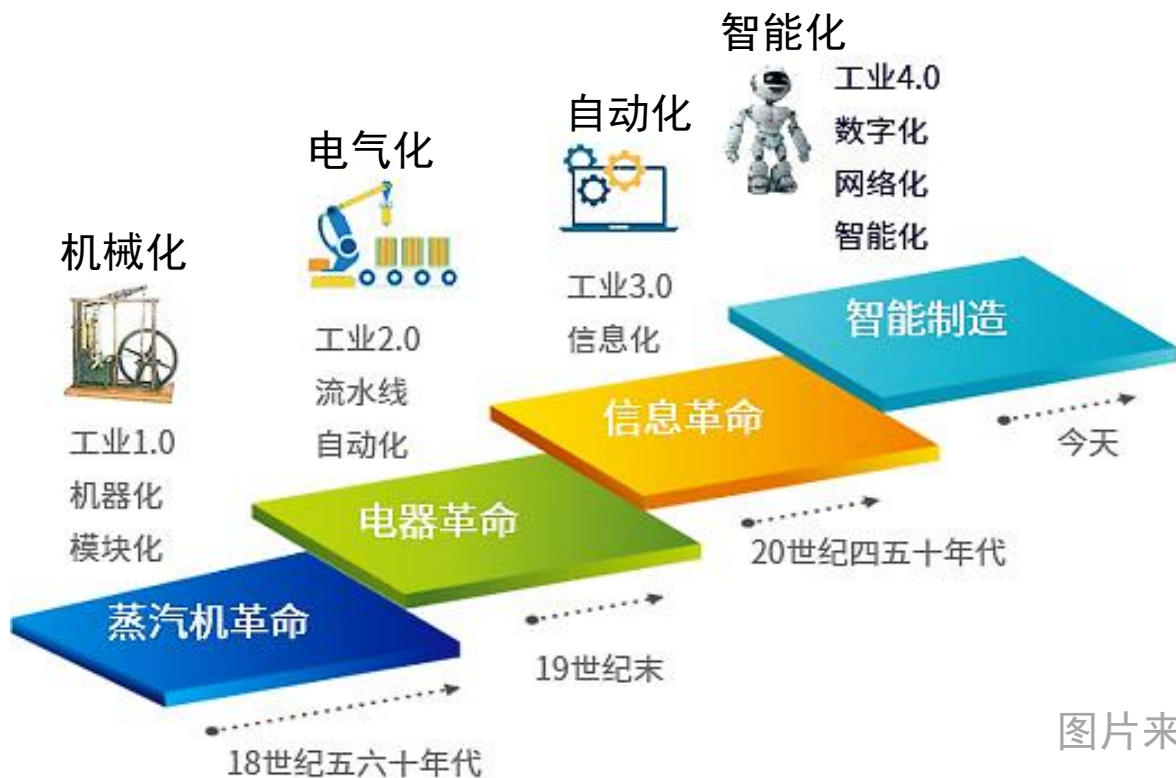 机械化
工业1.0
机器化
模块化
蒸汽机革命
18世纪五六十年代
电气化
工业2.0
流水线
自动化
电器革命
19世纪末
自动化
工业3.0
信息化
信息革命
20世纪四五十年代
智能化
工业4.0
数字化
网络化
智能化
智能制造
今天
图片来